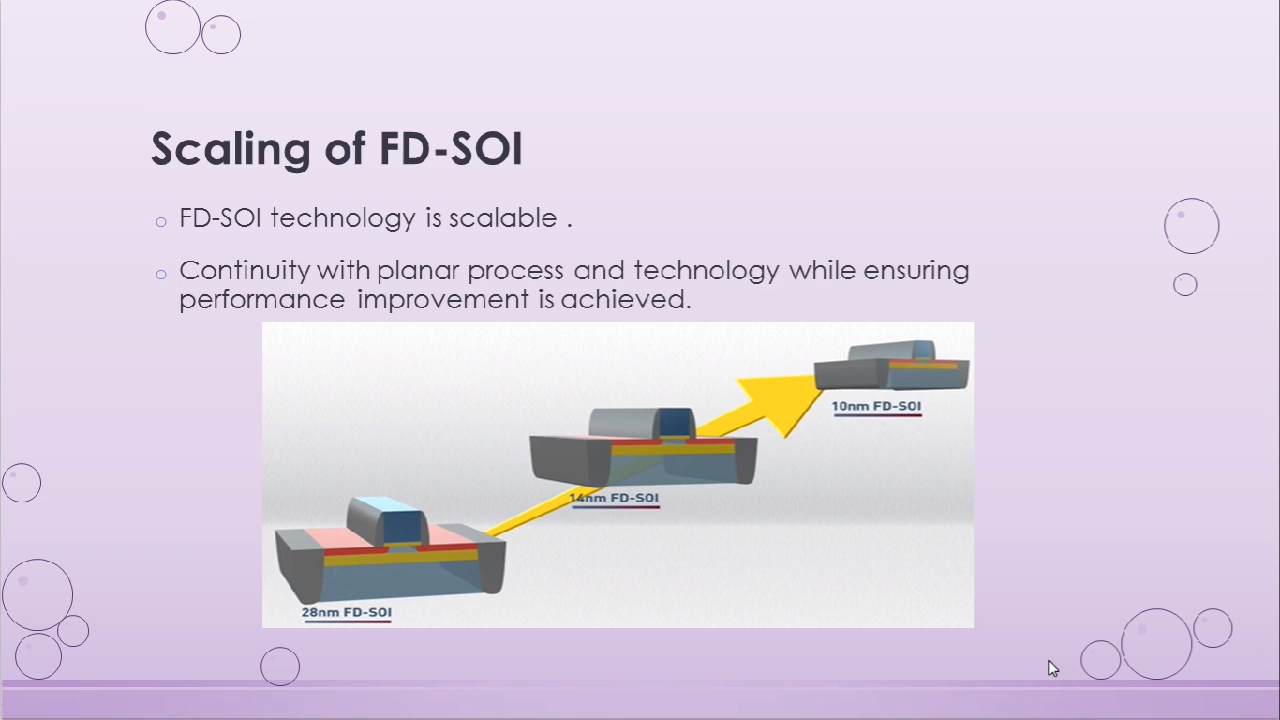 Scaling of FD-SOI
FD-SOI technology is scalable .
Continuity with planar process and technology while ensuring
performance improvement is achieved.
10nm FD-SOI
14nm FD-SOI
28nm FD-SOI